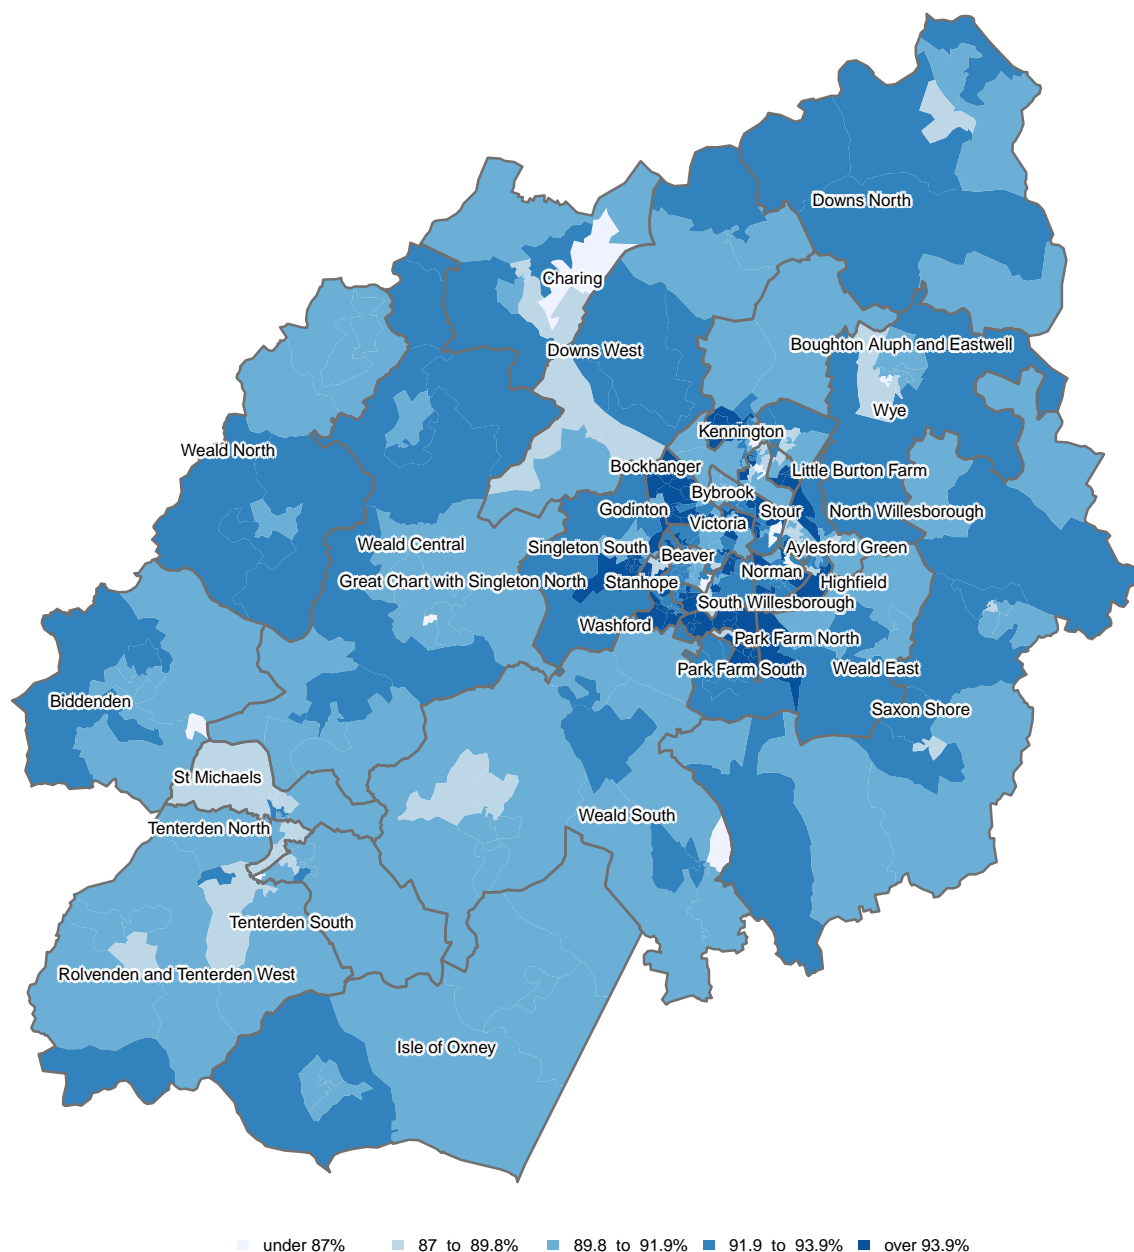 Downs North
Charing
Downs West
Boughton Aluph and Eastwell
Wye
Kennington
Weald North
Bockhanger
Little Burton Farm
Bybrook
Godinton
Stour
North Willesborough
Victoria
Weald Central
Singleton South
Beaver
Aylesford Green
Great Chart with Singleton North
Stanhope
Norman
Highfield
South Willesborough
Washford
Park Farm North
Park Farm South
Weald East
Biddenden
Saxon Shore
St Michaels
Weald South
Tenterden North
Tenterden South
Rolvenden and Tenterden West
Isle of Oxney
under 87% 87 to 89.8% 89.8 to 91.9% 91.9 to 93.9% over 93.9%